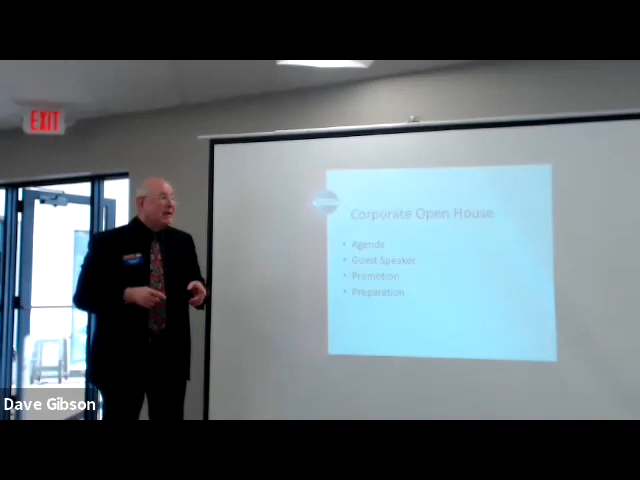 EXIT
Corporate Open House
• Agenda
• Guest Speaker
• Promotion
• Preparation
Dave Gibson